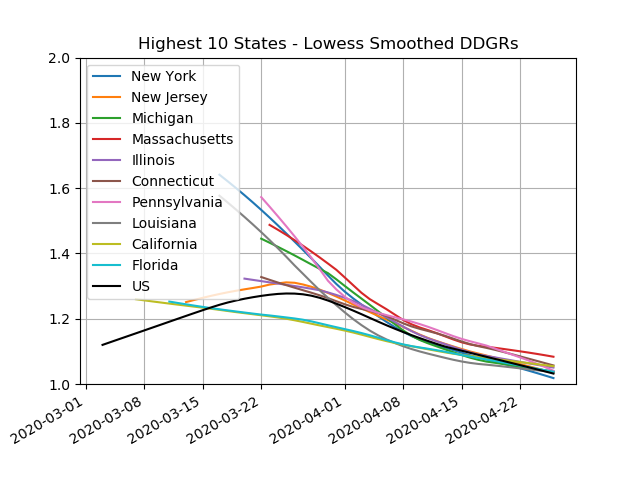 Highest 10 States - Lowess Smoothed DDGRs
2.0
1.8
1.6
1.4
1.2
1.0
New York
New Jersey
Michigan
Massachusetts
Illinois
Connecticut
Pennsylvania
Louisiana
California
Florida
US
2020-03-01
2020-03-08
2020-03-15
2020-03-22
2020-04-01
2020-04-08
2020-04-15
2020-04-22